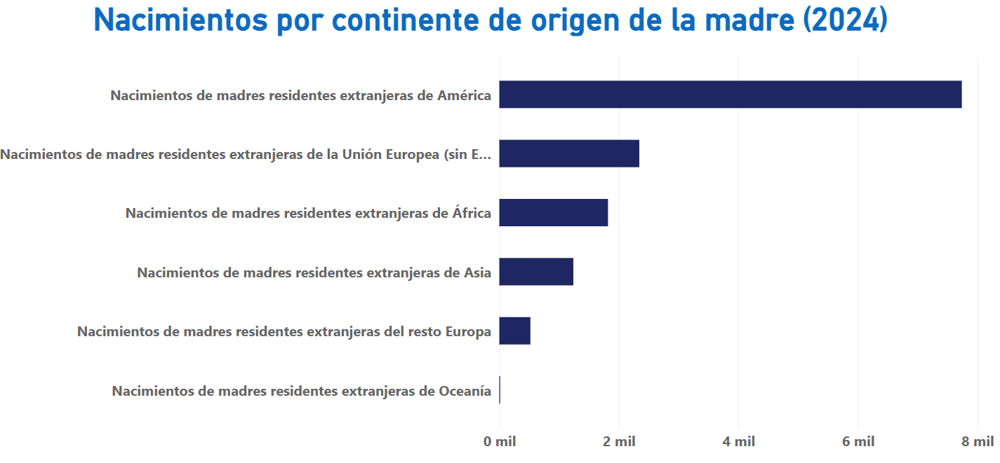 Nacimientos por continente de origen de la madre (2024)
Nacimientos de madres residentes extranjeras de América
Nacimientos de madres residentes extranjeras de la Unión Europea (sin E...
Nacimientos de madres residentes extranjeras de África
Nacimientos de madres residentes extranjeras de Asia
Nacimientos de madres residentes extranjeras del resto Europa
Nacimientos de madres residentes extranjeras de Oceanía
0 mil 2 mil 4 mil 6 mil 8 mil